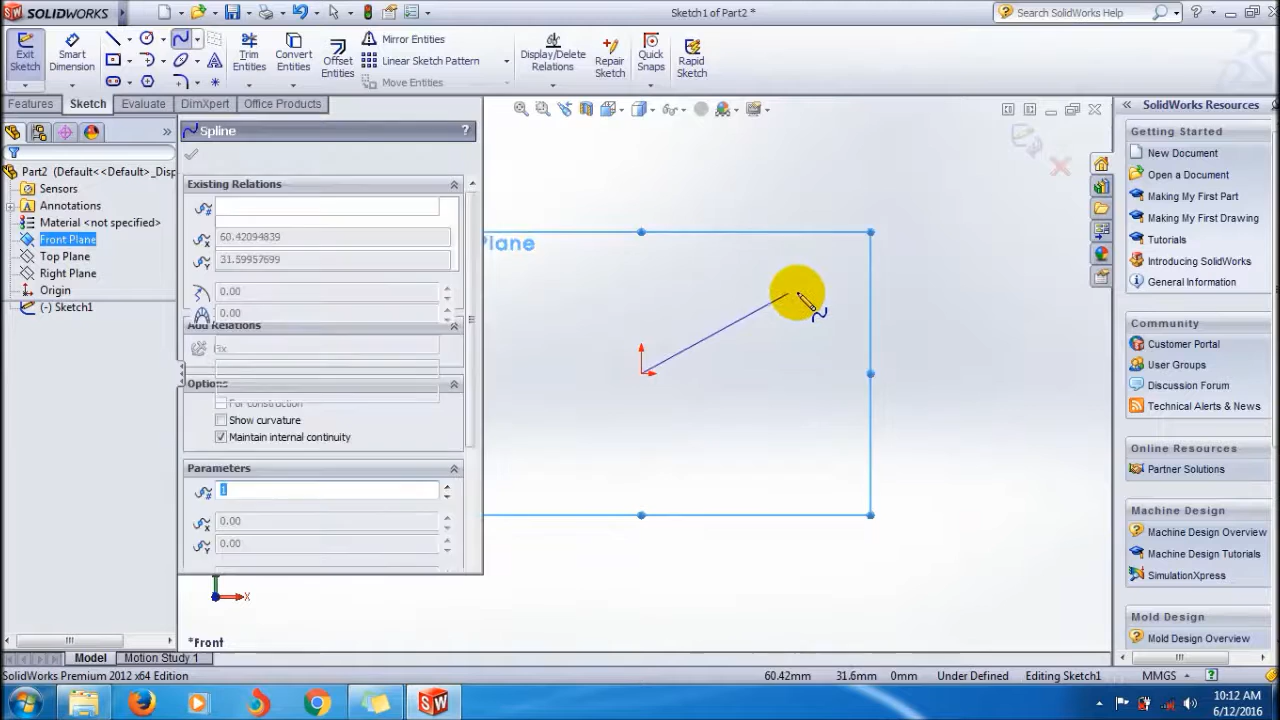 SOLIDWORKS
Sketch1 of Part2 *
Search SolidWorks Help
Exit Sketch
Smart Dimension
Trim Entities
Convert Entities
Offset Entities
Mirror Entities
Linear Sketch Pattern
Move Entities
Display/Delete Relations
Repair Sketch
Quick Snaps
Rapid Sketch
Features
Sketch
Evaluate
DimXpert
Office Products
Part2 (Default<<Default>_Disp
Sensors
Annotations
Material <not specified>
Front Plane
Top Plane
Right Plane
Origin
(-) Sketch1
Spline
?
Existing Relations
60.42094839
31.59957699
0.00
0.00
Add Relations
Options
For construction
Show curvature
Maintain internal continuity
Parameters
1
0.00
0.00
Plane
X
*Front
SolidWorks Resources
Getting Started
New Document
Open a Document
Making My First Part
Making My First Drawing
Tutorials
Introducing SolidWorks
General Information
Community
Customer Portal
User Groups
Discussion Forum
Technical Alerts & News
Online Resources
Partner Solutions
Machine Design
Machine Design Overview
Machine Design Tutorials
SimulationXpress
Mold Design
Mold Design Overview
Model
Motion Study 1
SolidWorks Premium 2012 x64 Edition
60.42mm
31.6mm
0mm
Under Defined
Editing Sketch1
MMGS
10:12 AM
6/12/2016